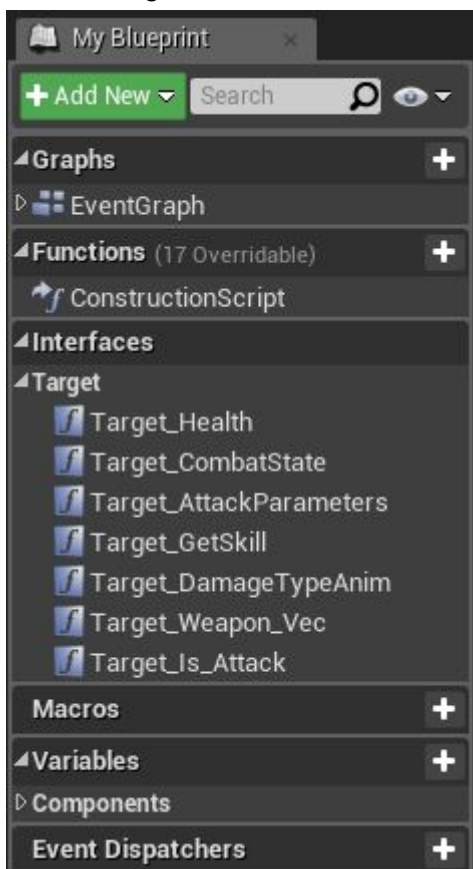 My Blueprint
Add New Search
Graphs
EventGraph
Functions (17 Overridable)
ConstructionScript
Interfaces
Target
Target_Health
Target_CombatState
Target_AttackParameters
Target_GetSkill
Target_DamageTypeAnim
Target_Weapon_Vec
Target_Is_Attack
Macros
Variables
Components
Event Dispatchers